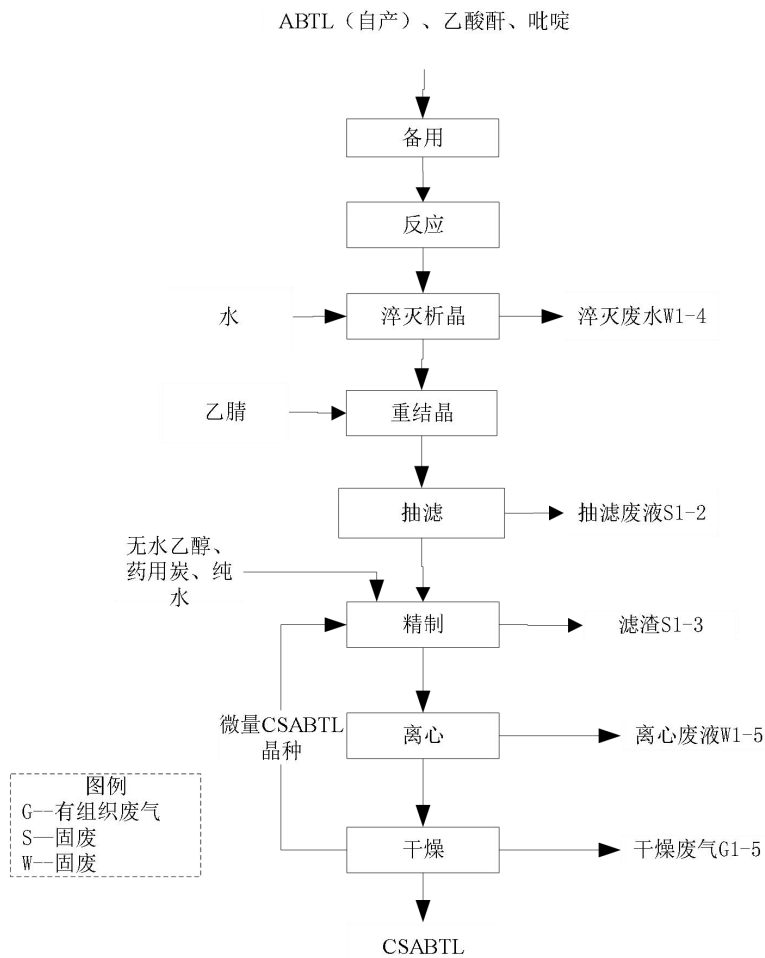 ABTL（自产）、乙酸酐、吡啶
备用
反应
水
淬灭析晶
淬灭废水W1-4
乙腈
重结晶
抽滤
抽滤废液S1-2
无水乙醇、
药用炭、纯
水
精制
滤渣S1-3
微量CSABTL
晶种
离心
离心废液W1-5
图例
G—有组织废气
S—固废
W—固废
干燥
干燥废气G1-5
CSABTL